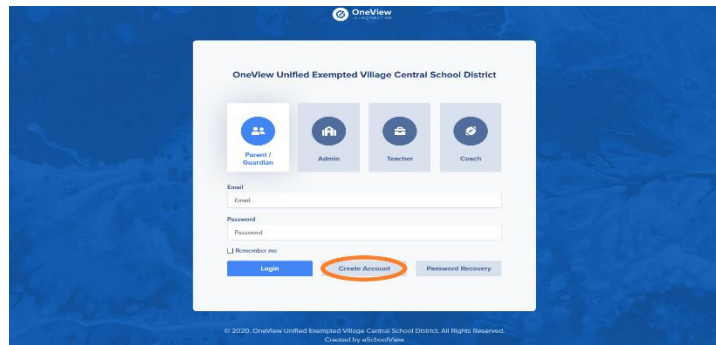 OneView
OneView Unified Exempted Village Central School District
Parent / Guardian
Admin
Teacher
Coach
Email
Email
Password
Password
Remember me
Login
Create Account
Password Recovery
© 2020. OneView Unified Exempted Village Central School District. All Rights Reserved.
Created by eSchoolView